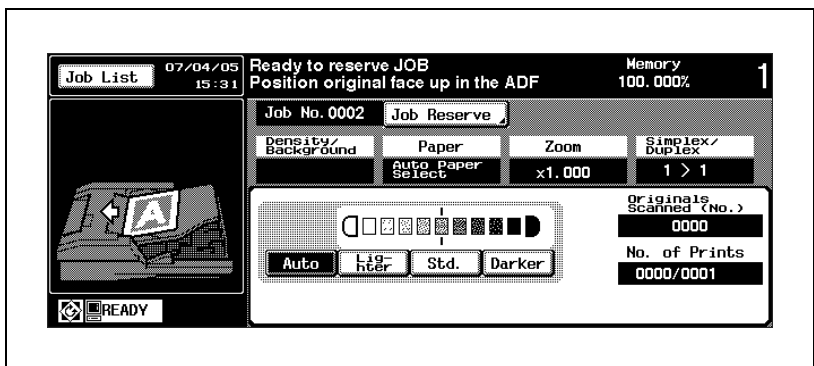 Job List
07/04/05
15:31
Ready to reserve JOB
Position original face up in the ADF
Memory
100.000%
1
Job No. 0002
Job Reserve
Density/
Background
Paper
Auto Paper
Select
Zoom
x1.000
Simplex/
Duplex
1 > 1
A
Auto
Lig-
hter
Std.
Darker
Originals
Scanned (No.)
0000
No. of Prints
0000/0001
READY